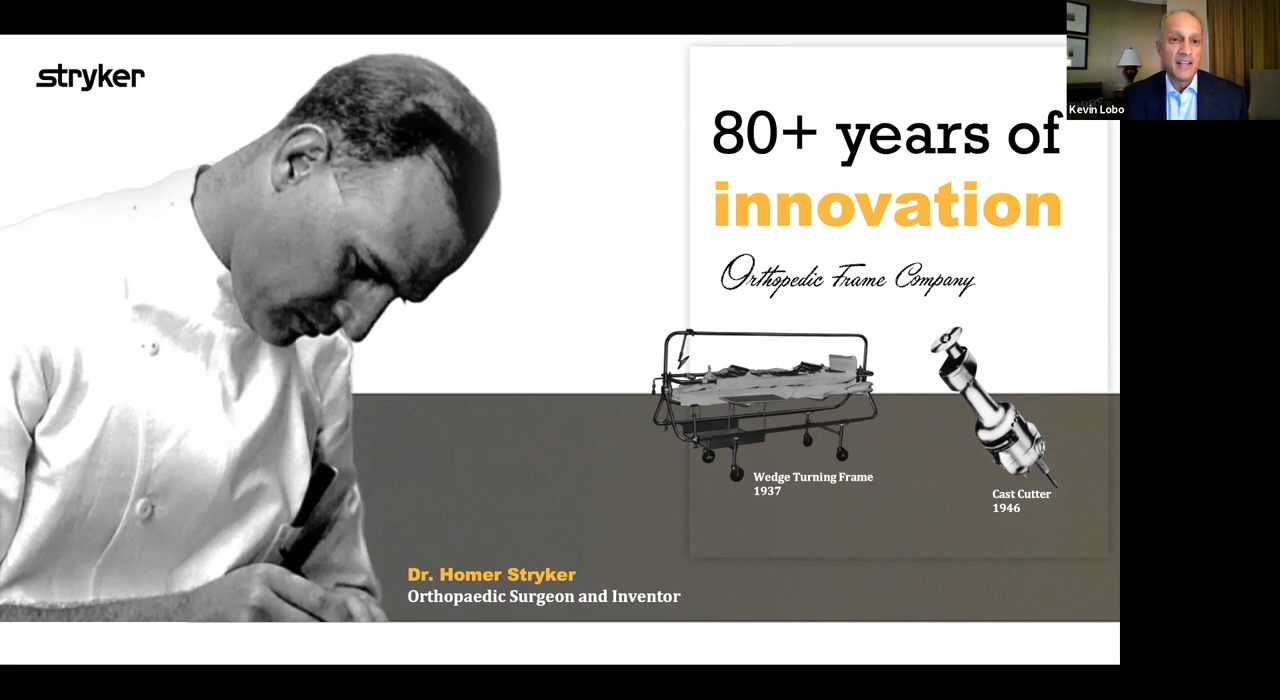 stryker
80+ years of
innovation
Orthopedic Frame Company
Wedge Turning Frame
1937
Cast Cutter
1946
Dr. Homer Stryker
Orthopaedic Surgeon and Inventor
Kevin Lobo